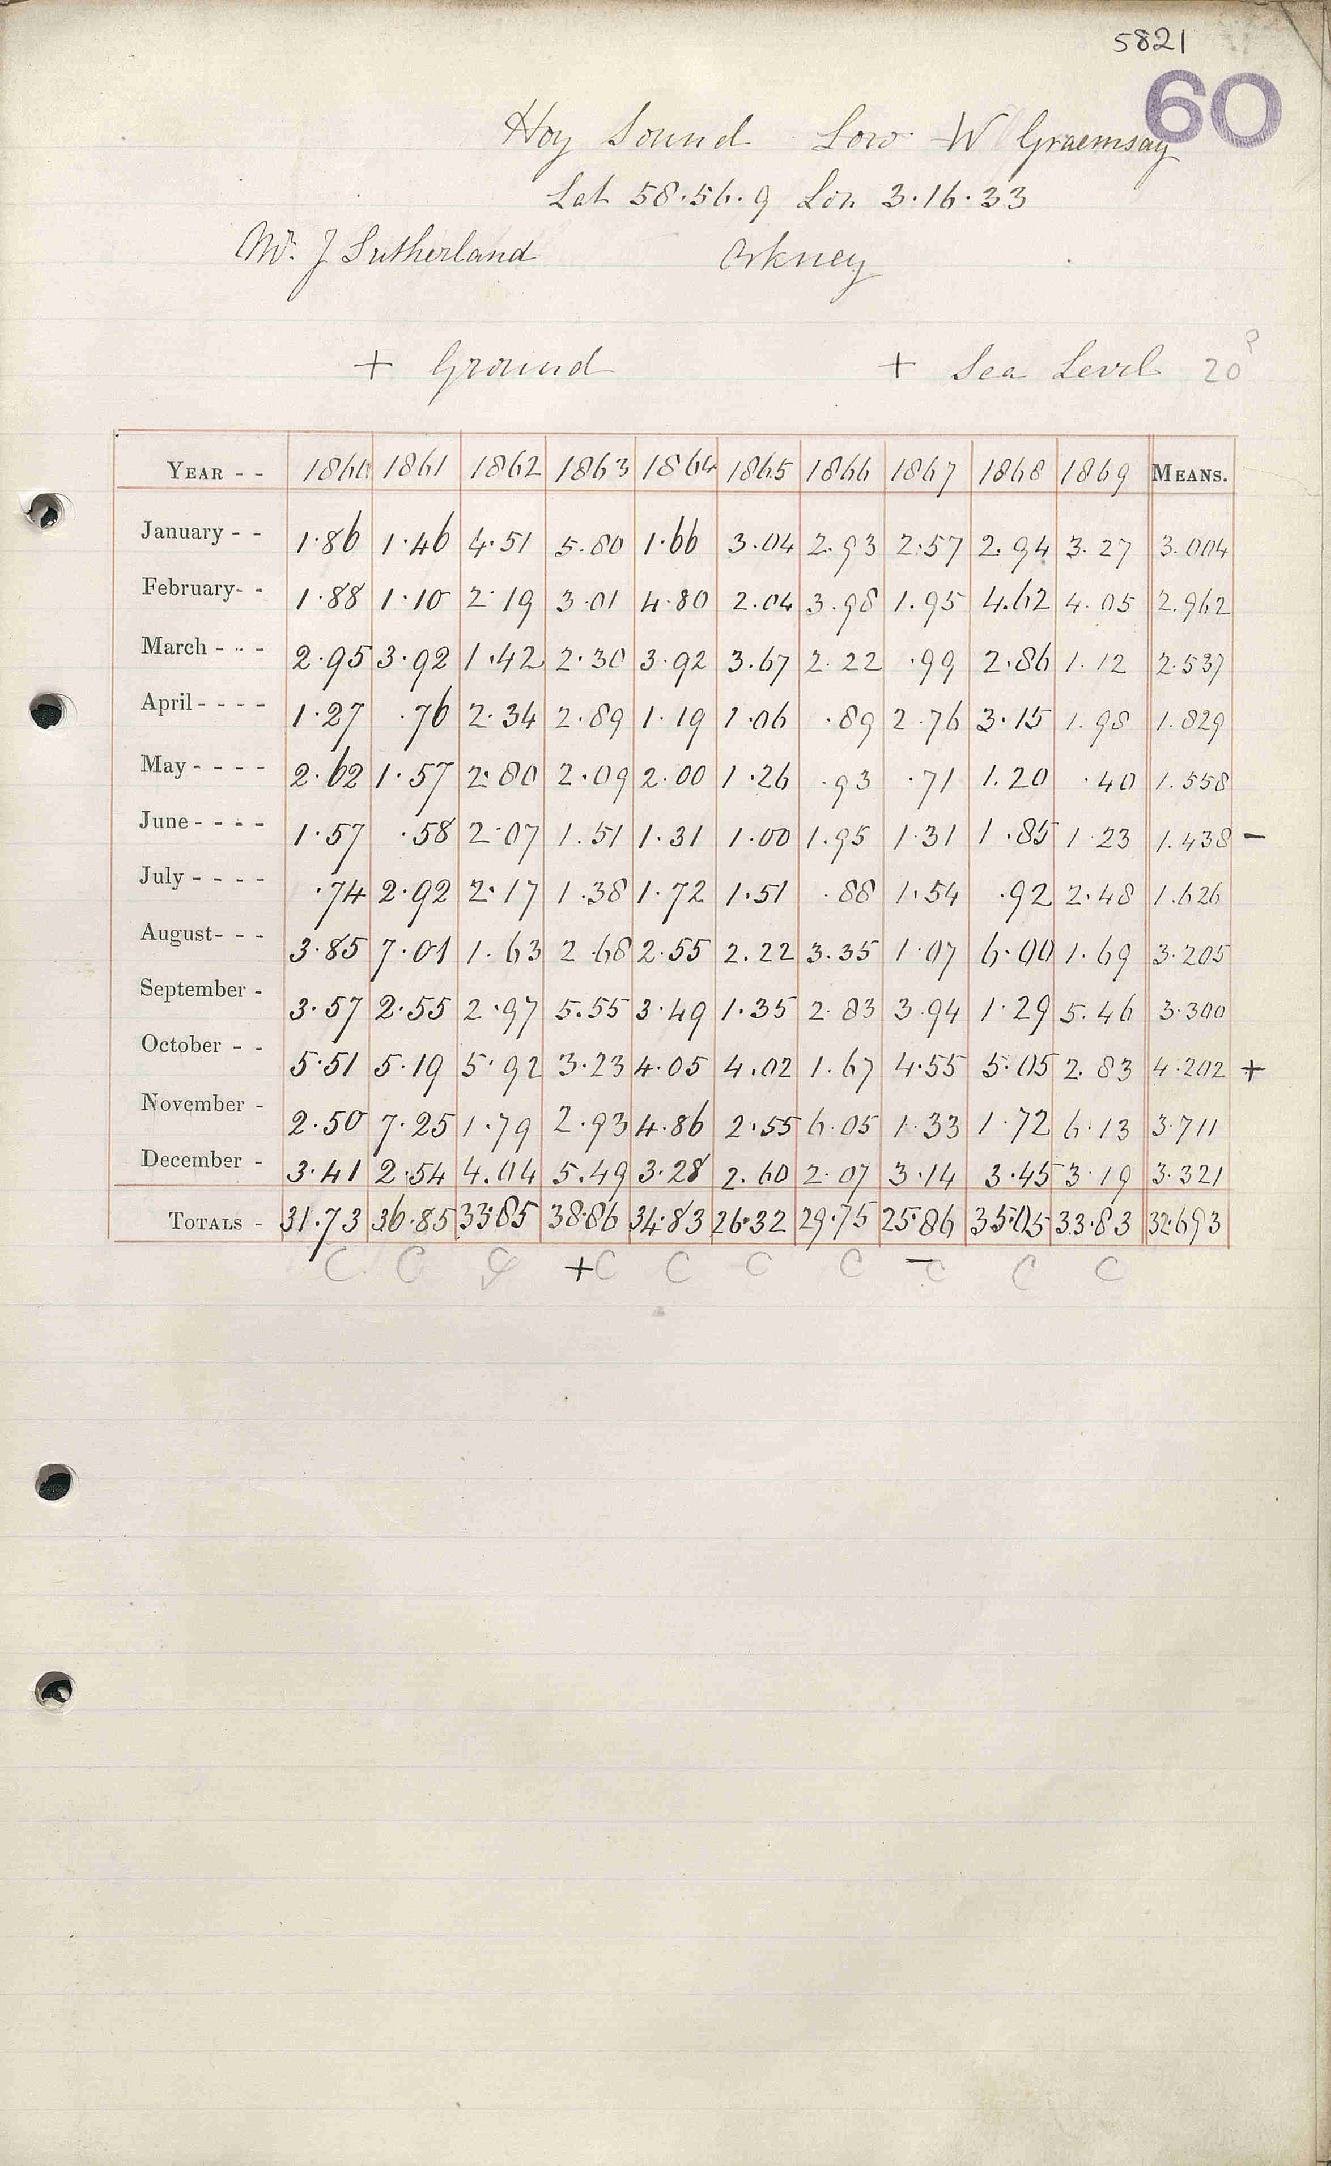 5821
60
Hoy Sound Low W Graemsay
Lat 58.56.9 Lon 3.16.33
Mr. J Sutherland Orkney
+ Ground + Sea Level 20 ?
YEAR - - 1860 1861 1862 1863 1864 1865 1866 1867 1868 1869 MEANS.
January - - 1.86 1.46 4.51 5.80 1.66 3.04 2.93 2.57 2.94 3.27 3.004
February- - 1.88 1.10 2.19 3.01 4.80 2.04 3.98 1.95 4.62 4.05 2.962
March - - - 2.95 3.92 1.42 2.30 3.92 3.67 2.22 .99 2.86 1.12 2.537
April - - - - 1.27 .76 2.34 2.89 1.19 1.06 .89 2.76 3.15 1.98 1.829
May - - - - 2.62 1.57 2.80 2.09 2.00 1.26 .93 .71 1.20 .40 1.558
June - - - - 1.57 .58 2.07 1.51 1.31 1.00 1.95 1.31 1.85 1.23 1.438 -
July - - - - .74 2.92 2.17 1.38 1.72 1.51 .88 1.54 .92 2.48 1.626
August- - - 3.85 7.01 1.63 2.68 2.55 2.22 3.35 1.07 6.00 1.69 3.205
September - 3.57 2.55 2.97 5.55 3.49 1.35 2.83 3.94 1.29 5.46 3.300
October - - 5.51 5.19 5.92 3.23 4.05 4.02 1.67 4.55 5.05 2.83 4.202 +
November - 2.50 7.25 1.79 2.93 4.86 2.55 6.05 1.33 1.72 6.13 3.711
December - 3.41 2.54 4.04 5.49 3.28 2.60 2.07 3.14 3.45 3.19 3.321
TOTALS - 31.73 36.85 33.85 38.86 34.83 26.32 29.75 25.86 35.05 33.83 32.693
C C C +C C C C -C C C